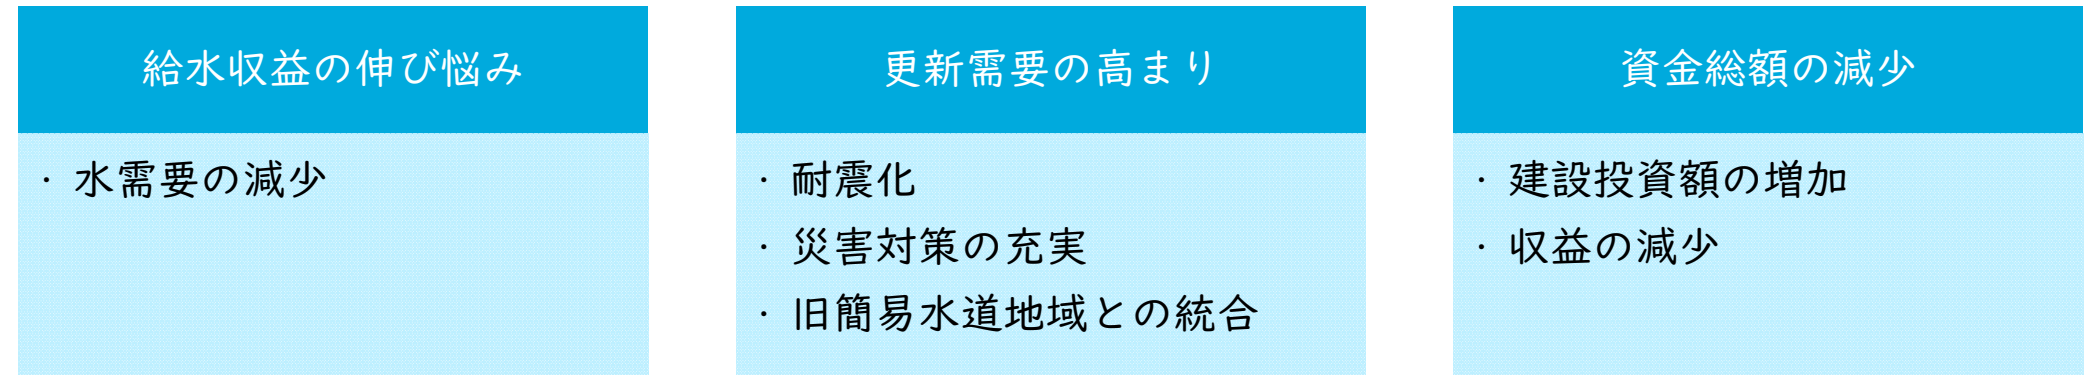 給水収益の伸び悩み
・水需要の減少
更新需要の高まり
・耐震化
・災害対策の充実
・旧簡易水道地域との統合
資金総額の減少
・建設投資額の増加
・収益の減少